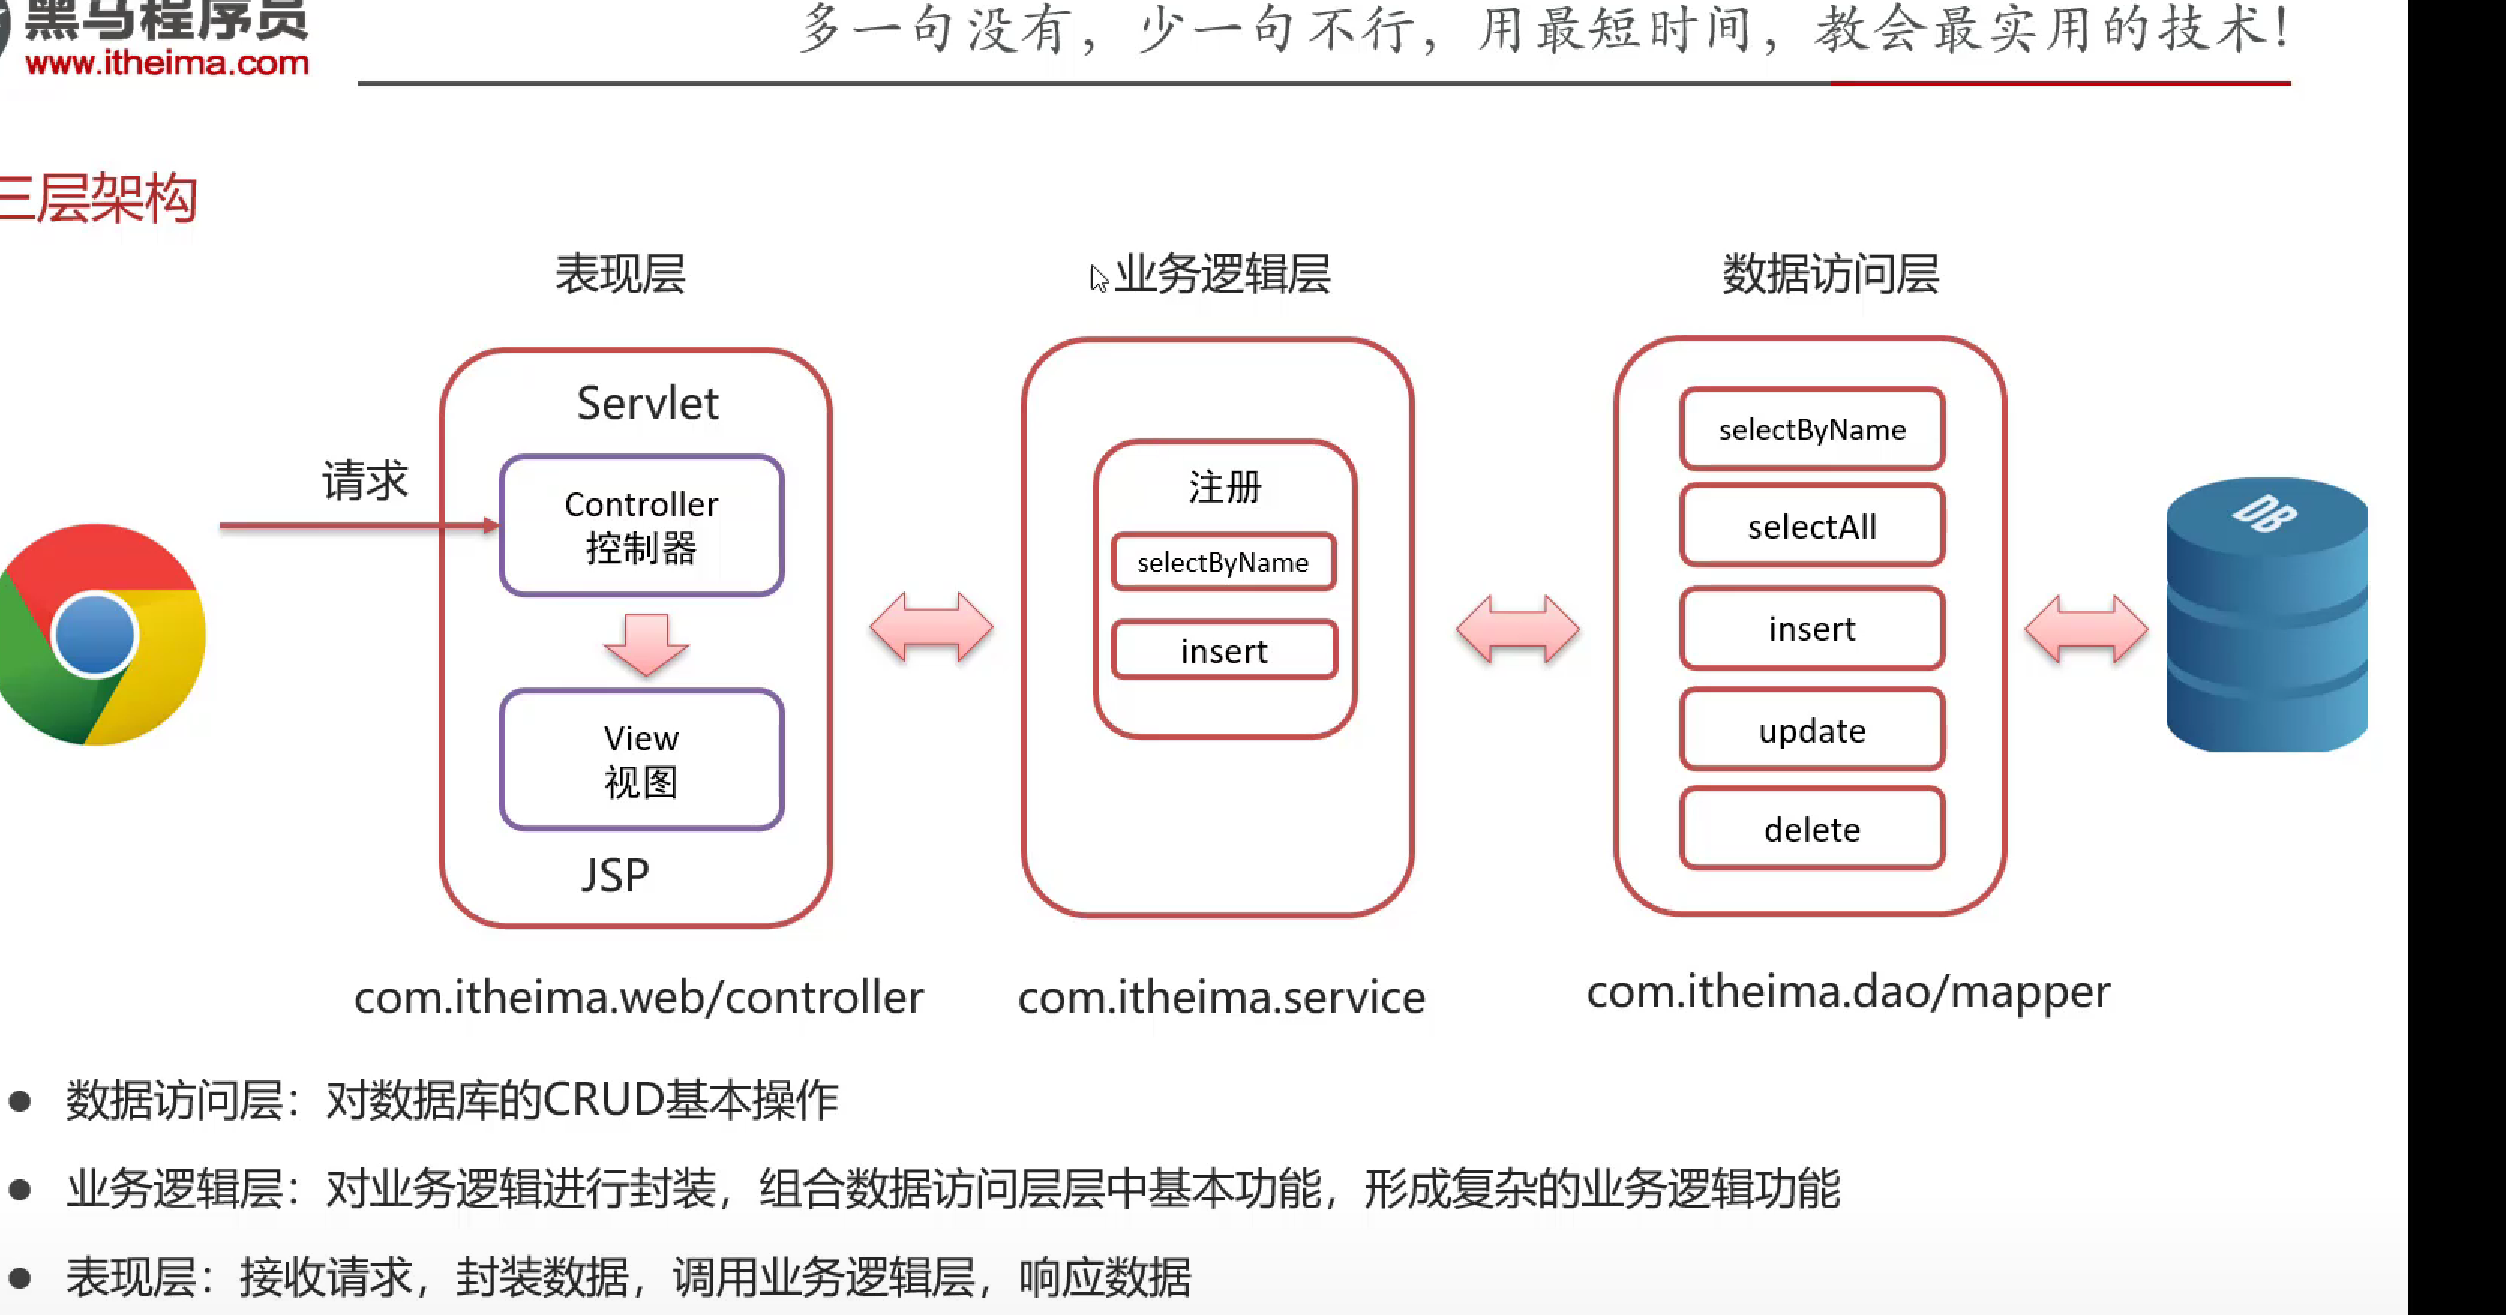 黑马程序员
www.itheima.com
多一句没有，少一句不行，用最短时间，教会最实用的技术！
三层架构
表现层
业务逻辑层
数据访问层
请求
Servlet
Controller
控制器
View
视图
JSP
注册
selectByName
insert
selectByName
selectAll
insert
update
delete
DB
com.itheima.web/controller
com.itheima.service
com.itheima.dao/mapper
● 数据访问层：对数据库的CRUD基本操作
● 业务逻辑层：对业务逻辑进行封装，组合数据访问层层中基本功能，形成复杂的业务逻辑功能
● 表现层：接收请求，封装数据，调用业务逻辑层，响应数据